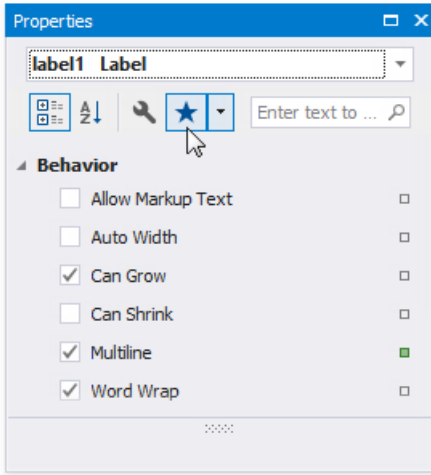 Properties
label1 Label
Enter text to ...
Behavior
Allow Markup Text
Auto Width
Can Grow
Can Shrink
Multiline
Word Wrap